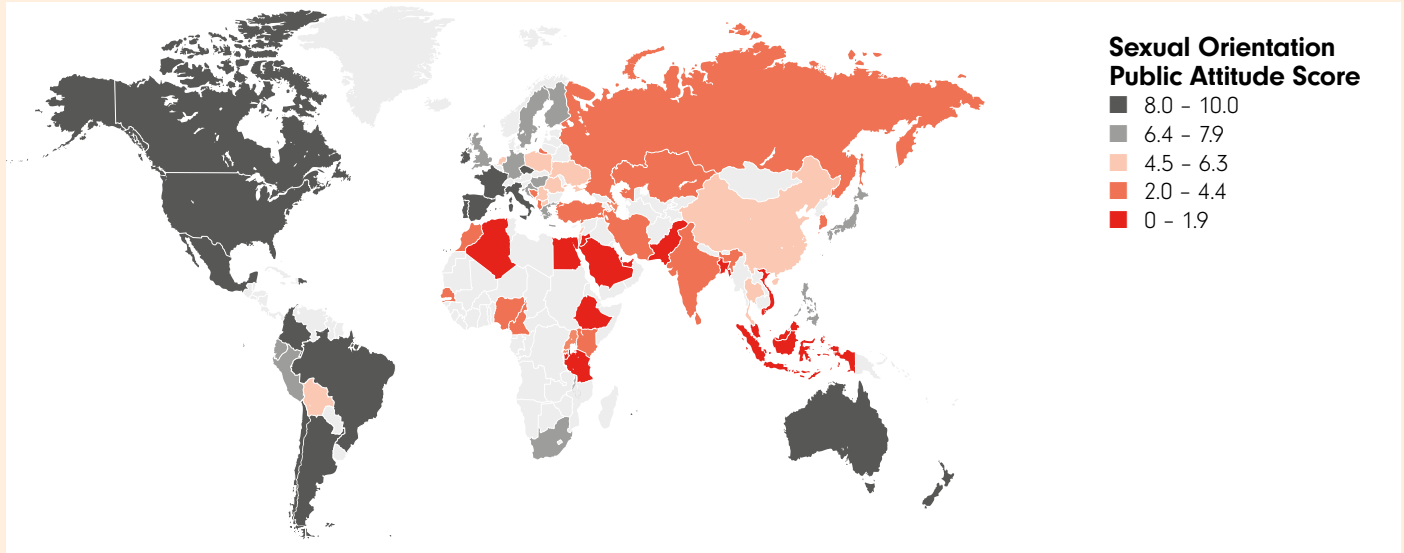 Sexual Orientation
Public Attitude Score
8.0 – 10.0
6.4 – 7.9
4.5 – 6.3
2.0 – 4.4
0 – 1.9